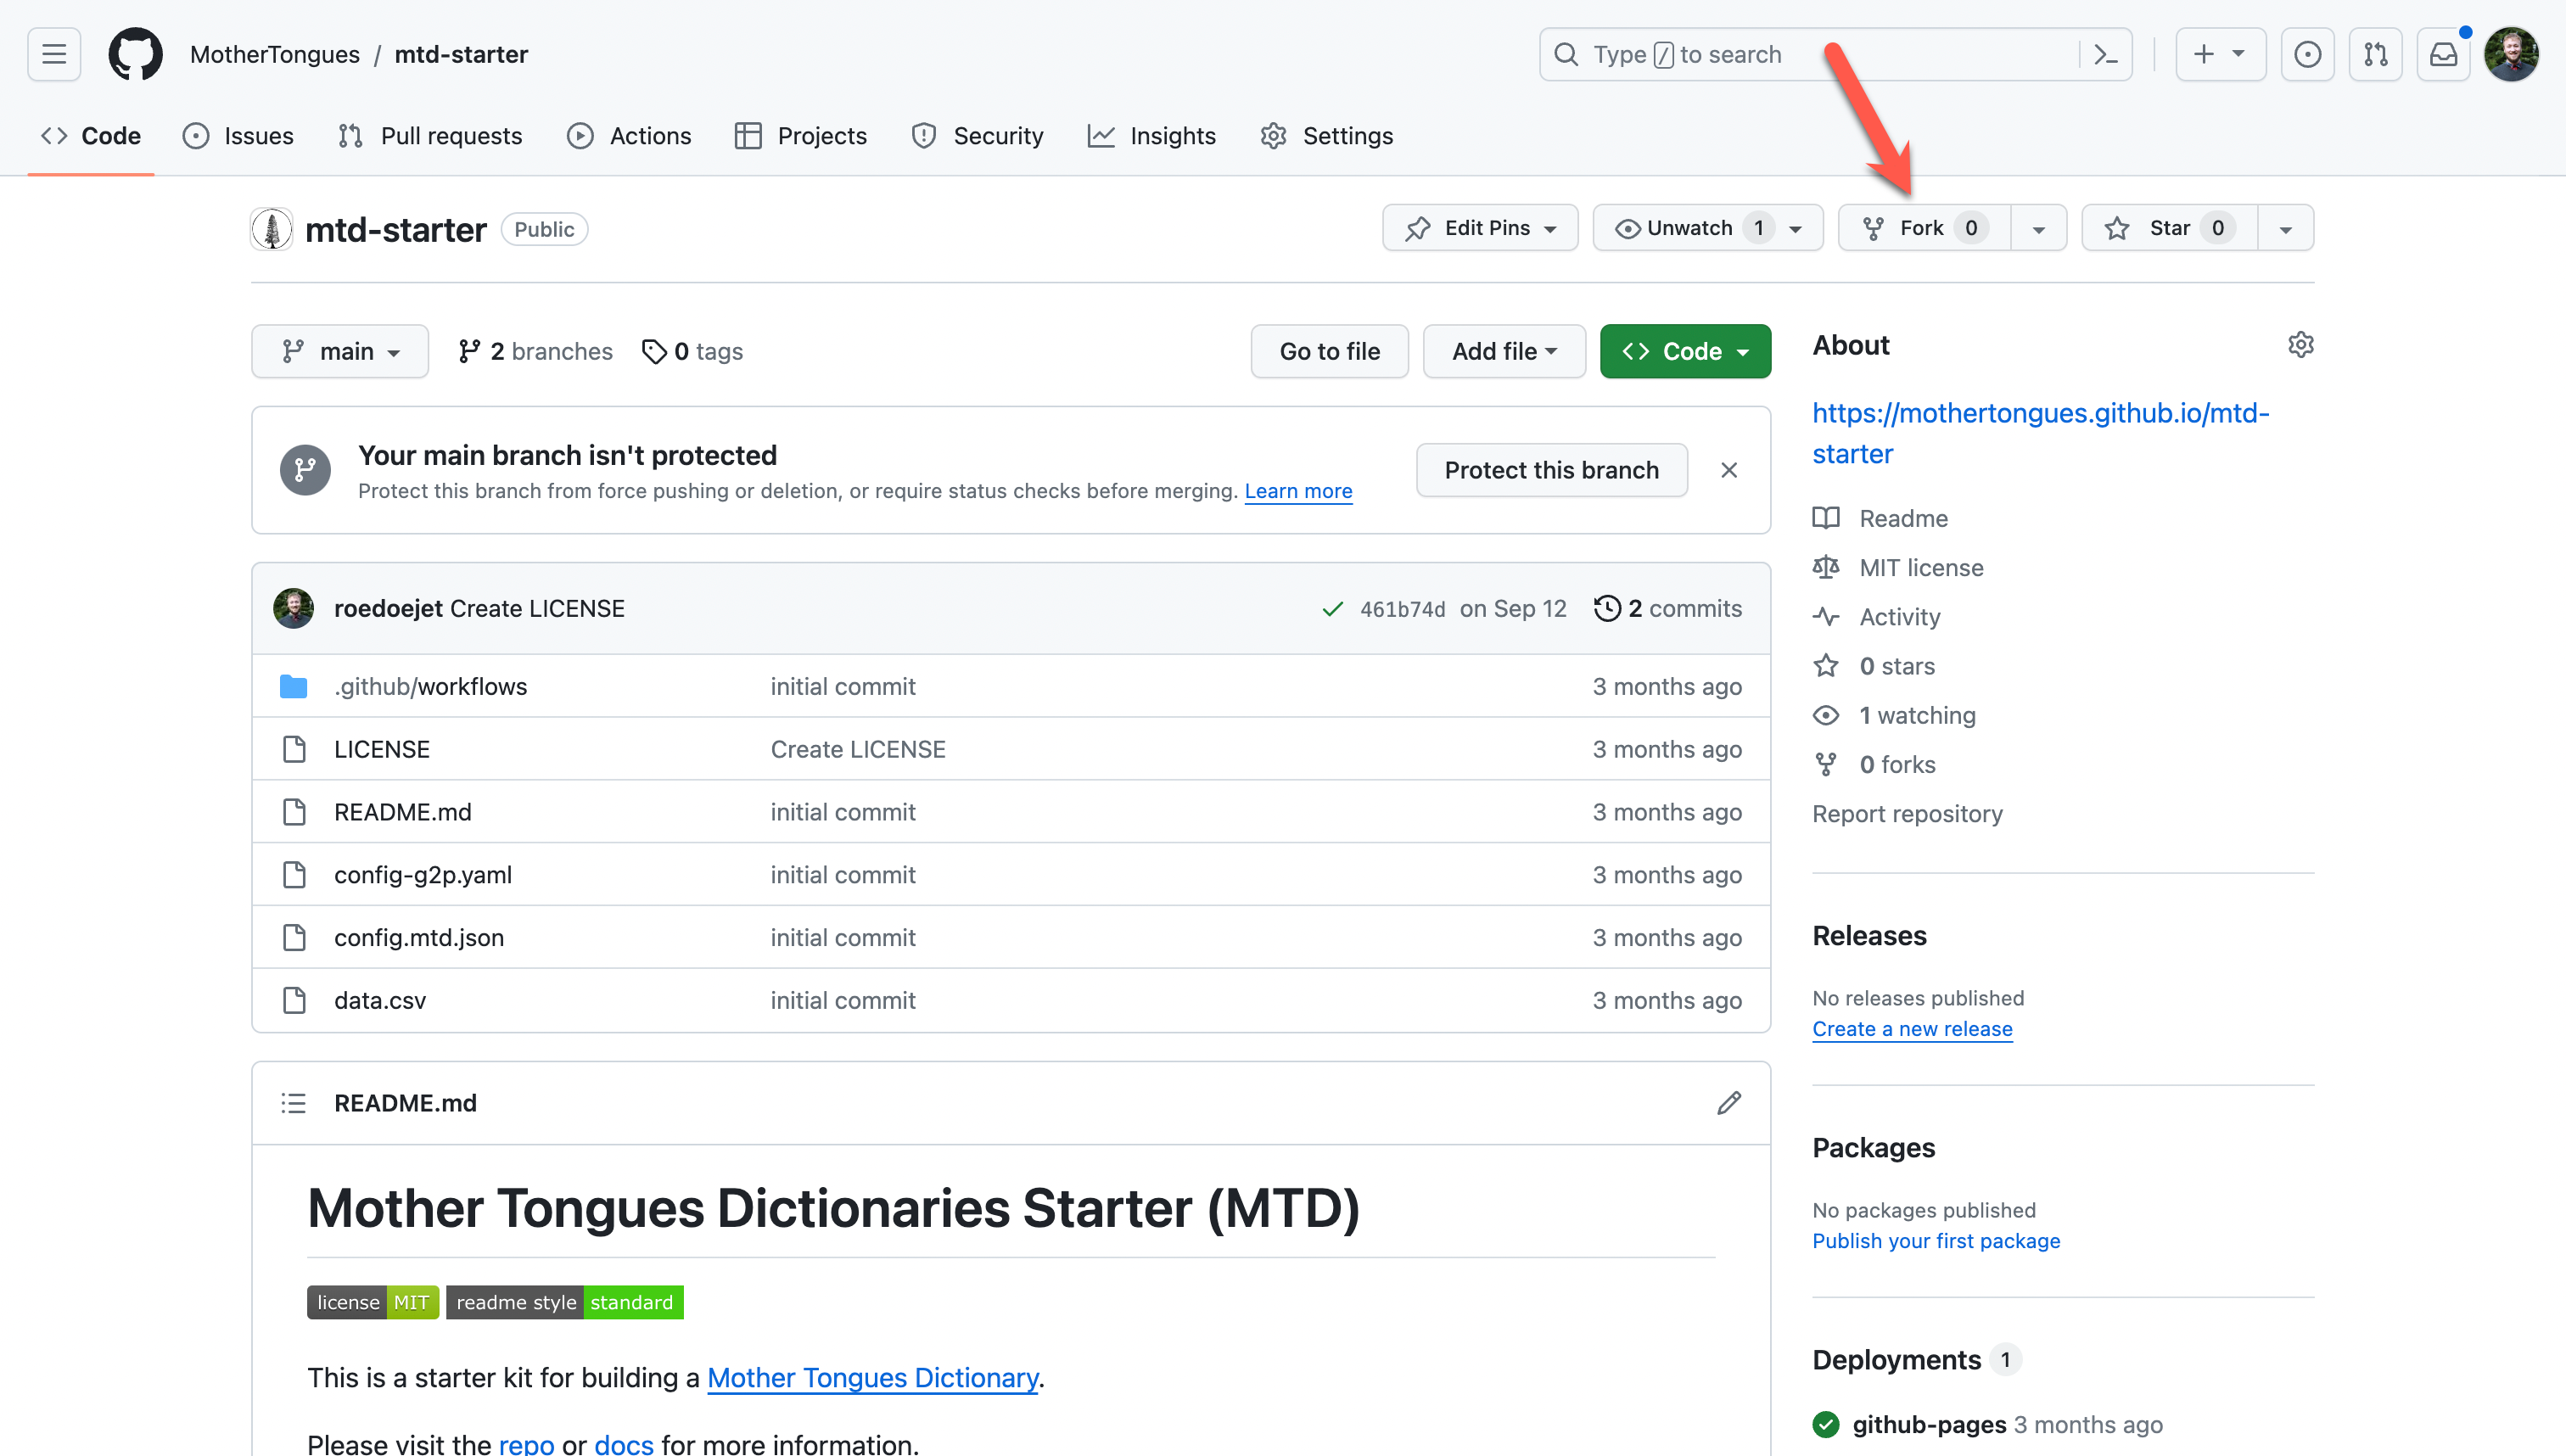 MotherTongues / mtd-starter
Type / to search
Code Issues Pull requests Actions Projects Security Insights Settings
mtd-starter Public
Edit Pins Unwatch 1 Fork 0 Star 0
main 2 branches 0 tags
Go to file Add file Code
Your main branch isn't protected
Protect this branch from force pushing or deletion, or require status checks before merging. Learn more
Protect this branch
roedoejet Create LICENSE 461b74d on Sep 12 2 commits
.github/workflows initial commit 3 months ago
LICENSE Create LICENSE 3 months ago
README.md initial commit 3 months ago
config-g2p.yaml initial commit 3 months ago
config.mtd.json initial commit 3 months ago
data.csv initial commit 3 months ago
README.md
Mother Tongues Dictionaries Starter (MTD)
license MIT readme style standard
This is a starter kit for building a Mother Tongues Dictionary.
Please visit the repo or docs for more information.
About
https://mothertongues.github.io/mtd-
starter
Readme
MIT license
Activity
0 stars
1 watching
0 forks
Report repository
Releases
No releases published
Create a new release
Packages
No packages published
Publish your first package
Deployments 1
github-pages 3 months ago